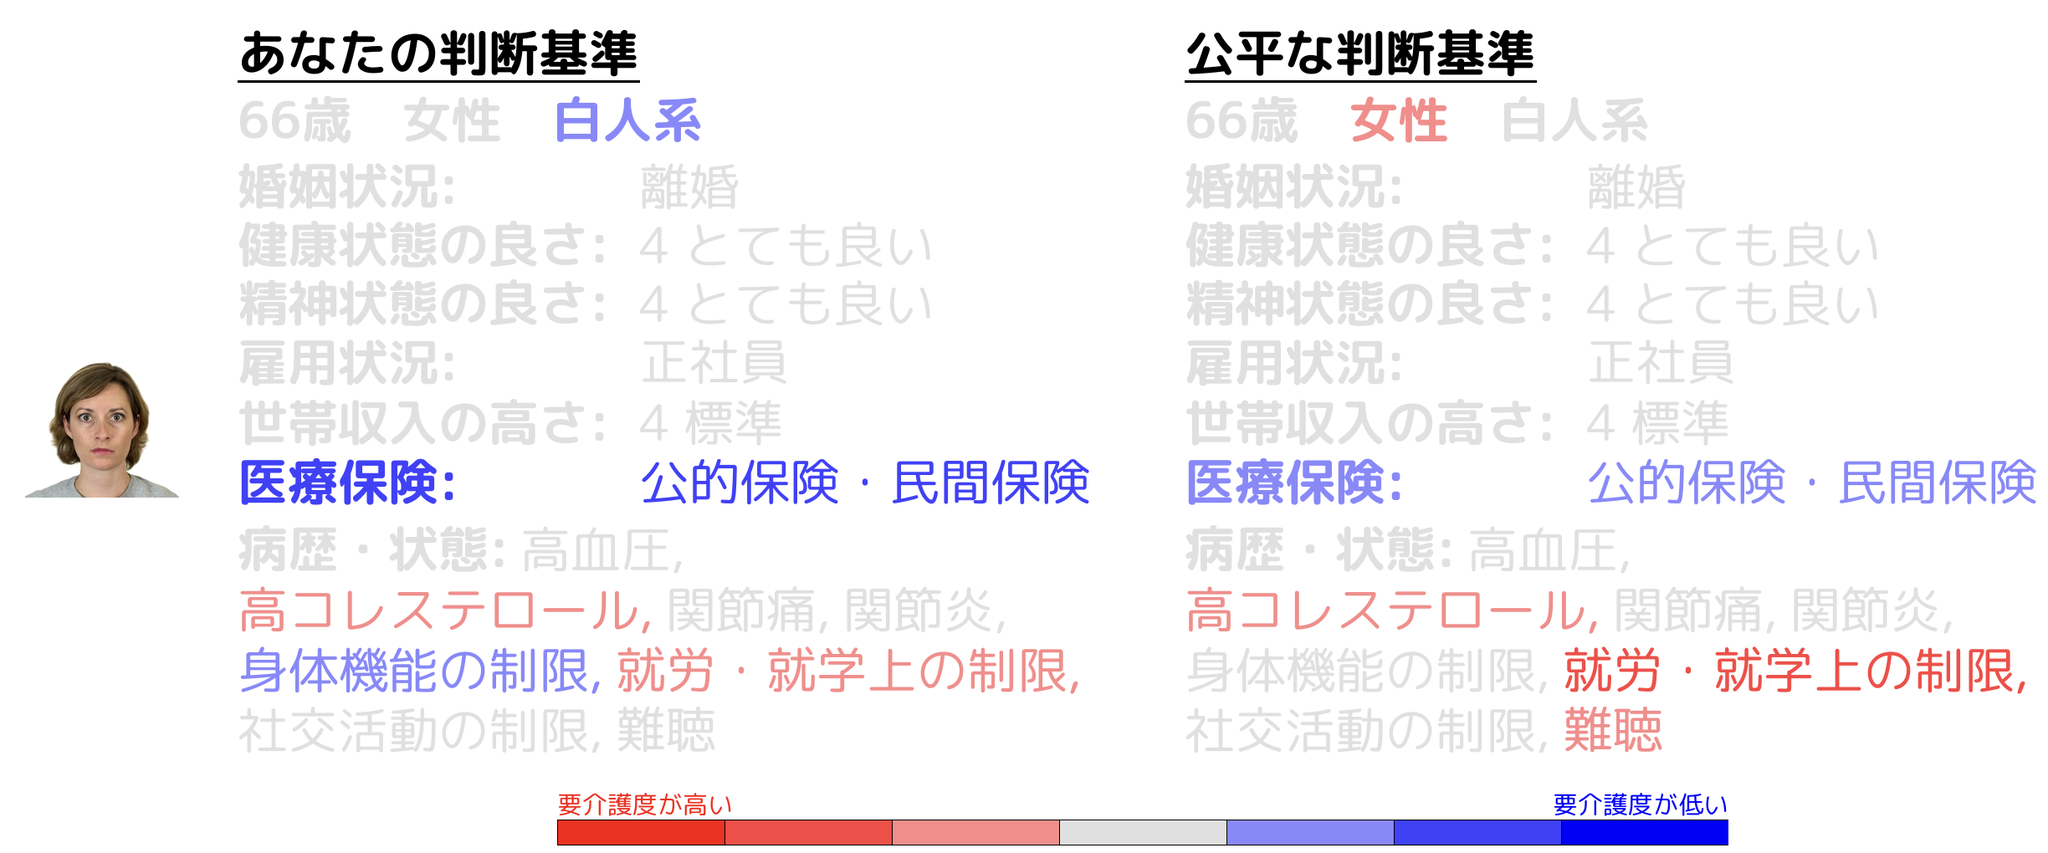 あなたの判断基準
66歳 女性 白人系
婚姻状況: 離婚
健康状態の良さ: 4 とても良い
精神状態の良さ: 4 とても良い
雇用状況: 正社員
世帯収入の高さ: 4 標準
医療保険: 公的保険・民間保険
病歴・状態: 高血圧,
高コレステロール, 関節痛, 関節炎,
身体機能の制限, 就労・就学上の制限,
社交活動の制限, 難聴
公平な判断基準
66歳 女性 白人系
婚姻状況: 離婚
健康状態の良さ: 4 とても良い
精神状態の良さ: 4 とても良い
雇用状況: 正社員
世帯収入の高さ: 4 標準
医療保険: 公的保険・民間保険
病歴・状態: 高血圧,
高コレステロール, 関節痛, 関節炎,
身体機能の制限, 就労・就学上の制限,
社交活動の制限, 難聴
要介護度が高い 要介護度が低い